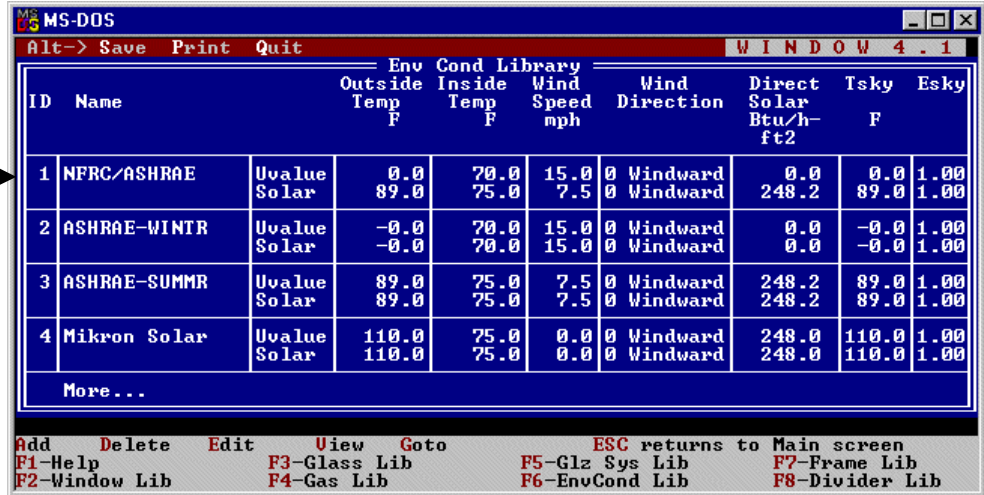 MS-DOS
Alt-> Save Print Quit WINDOW 4.1
Env Cond Library
Outside Inside Wind Wind Direct Tsky Esky
ID Name Temp Temp Speed Direction Solar
F F mph Btu/h- F
ft2
1 NFRC/ASHRAE Uvalue 0.0 70.0 15.0 0 Windward 0.0 0.0 1.00
Solar 89.0 75.0 7.5 0 Windward 248.2 89.0 1.00
2 ASHRAE-WINTR Uvalue -0.0 70.0 15.0 0 Windward 0.0 -0.0 1.00
Solar -0.0 70.0 15.0 0 Windward 0.0 -0.0 1.00
3 ASHRAE-SUMMR Uvalue 89.0 75.0 7.5 0 Windward 248.2 89.0 1.00
Solar 89.0 75.0 7.5 0 Windward 248.2 89.0 1.00
4 Mikron Solar Uvalue 110.0 75.0 0.0 0 Windward 248.0 110.0 1.00
Solar 110.0 75.0 0.0 0 Windward 248.0 110.0 1.00
More...
Add Delete Edit View Goto ESC returns to Main screen
F1-Help F3-Glass Lib F5-Glz Sys Lib F7-Frame Lib
F2-Window Lib F4-Gas Lib F6-EnvCond Lib F8-Divider Lib